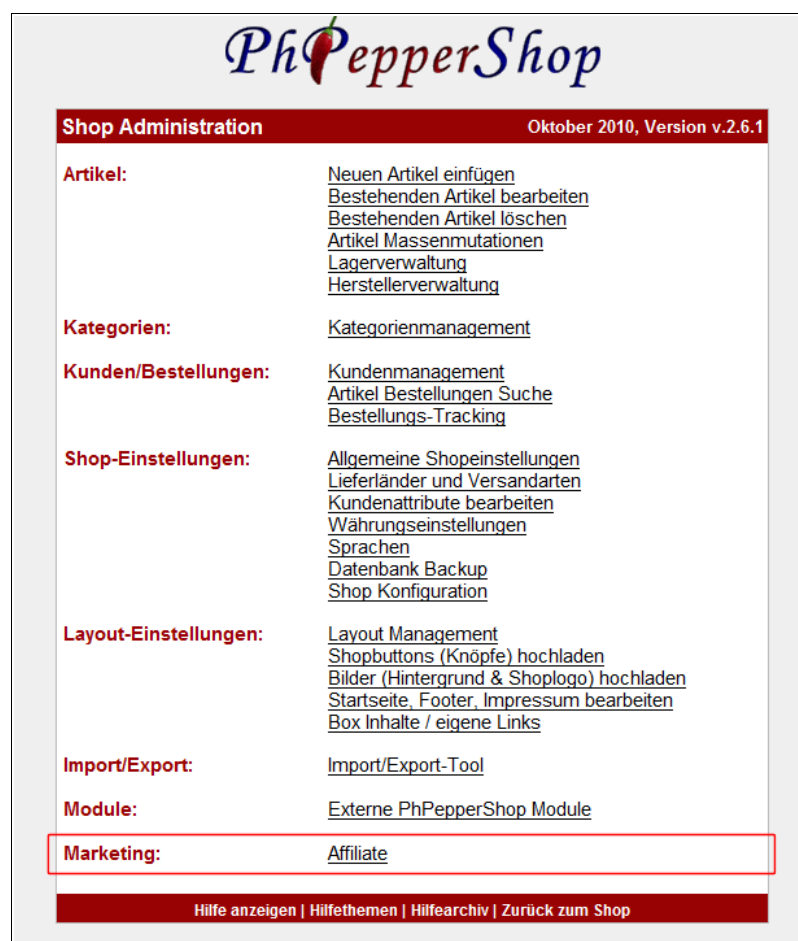 PhPepperShop
Shop Administration Oktober 2010, Version v.2.6.1
Artikel: Neuen Artikel einfügen
Bestehenden Artikel bearbeiten
Bestehenden Artikel löschen
Artikel Massenmutationen
Lagerverwaltung
Herstellerverwaltung
Kategorien: Kategorienmanagement
Kunden/Bestellungen: Kundenmanagement
Artikel Bestellungen Suche
Bestellungs-Tracking
Shop-Einstellungen: Allgemeine Shopeinstellungen
Lieferländer und Versandarten
Kundenattribute bearbeiten
Währungseinstellungen
Sprachen
Datenbank Backup
Shop Konfiguration
Layout-Einstellungen: Layout Management
Shopbuttons (Knöpfe) hochladen
Bilder (Hintergrund & Shoplogo) hochladen
Startseite, Footer, Impressum bearbeiten
Box Inhalte / eigene Links
Import/Export: Import/Export-Tool
Module: Externe PhPepperShop Module
Marketing: Affiliate
Hilfe anzeigen | Hilfethemen | Hilfearchiv | Zurück zum Shop